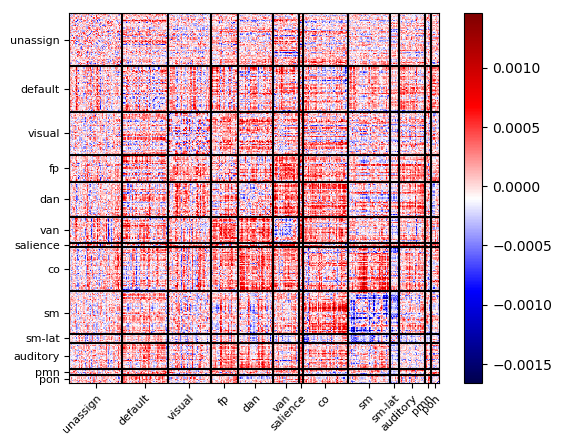 unassign
default
visual
fp
dan
van
salience
co
sm
sm-lat
auditory
pmn
pon
unassign
default
visual
fp
dan
van
salience
co
sm
sm-lat
auditory
pmn
pon
0.0010
0.0005
0.0000
−0.0005
−0.0010
−0.0015